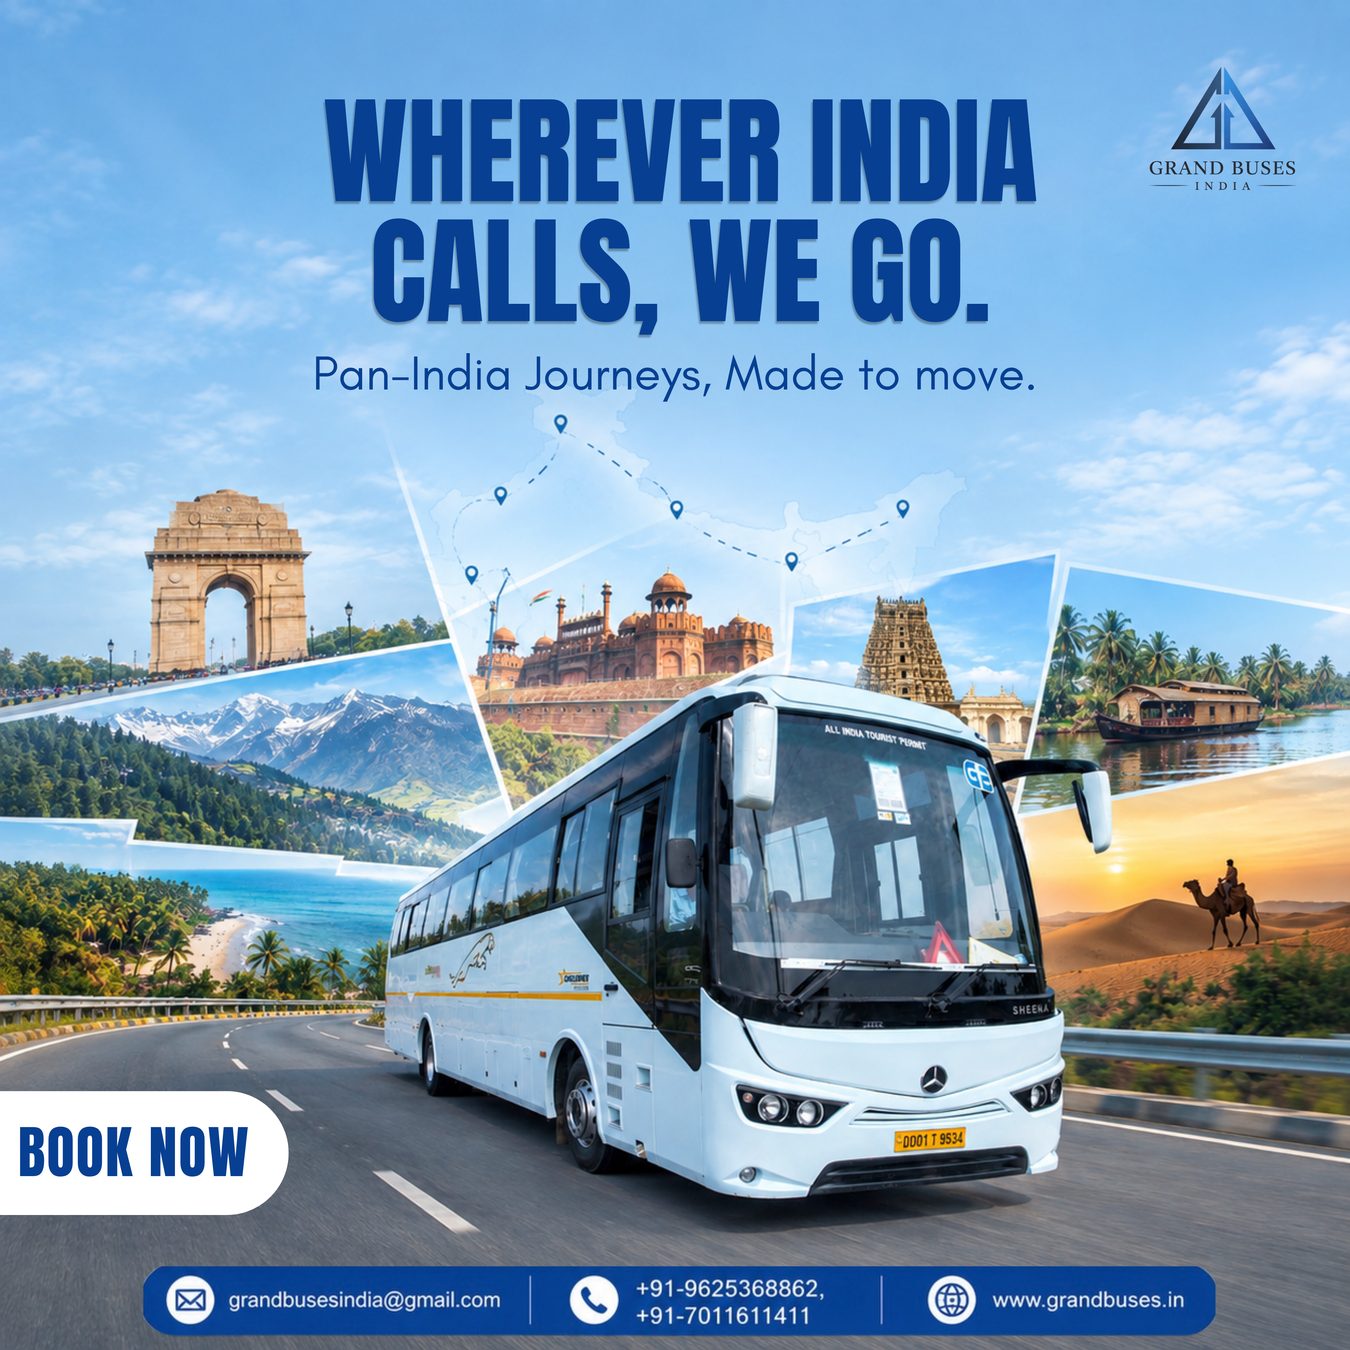 WHEREVER INDIA
CALLS, WE GO.
GRAND BUSES
INDIA
Pan-India Journeys, Made to move.
ALL INDIA TOURIST PERMIT
SHEENA
DD01 T 9534
BOOK NOW
grandbusesindia@gmail.com
+91-9625368862,
+91-7011611411
www.grandbuses.in